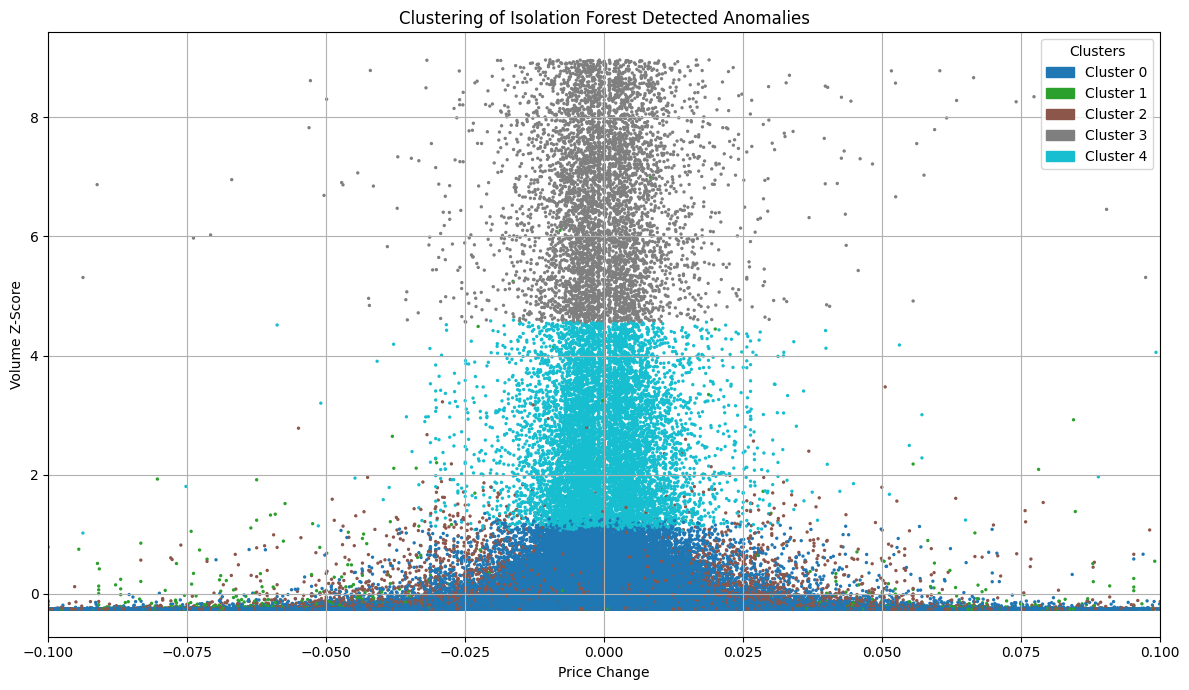 Clustering of Isolation Forest Detected Anomalies
Clusters
Cluster 0
Cluster 1
Cluster 2
Cluster 3
Cluster 4
Volume Z-Score
8
6
4
2
0
−0.100
−0.075
−0.050
−0.025
0.000
0.025
0.050
0.075
0.100
Price Change